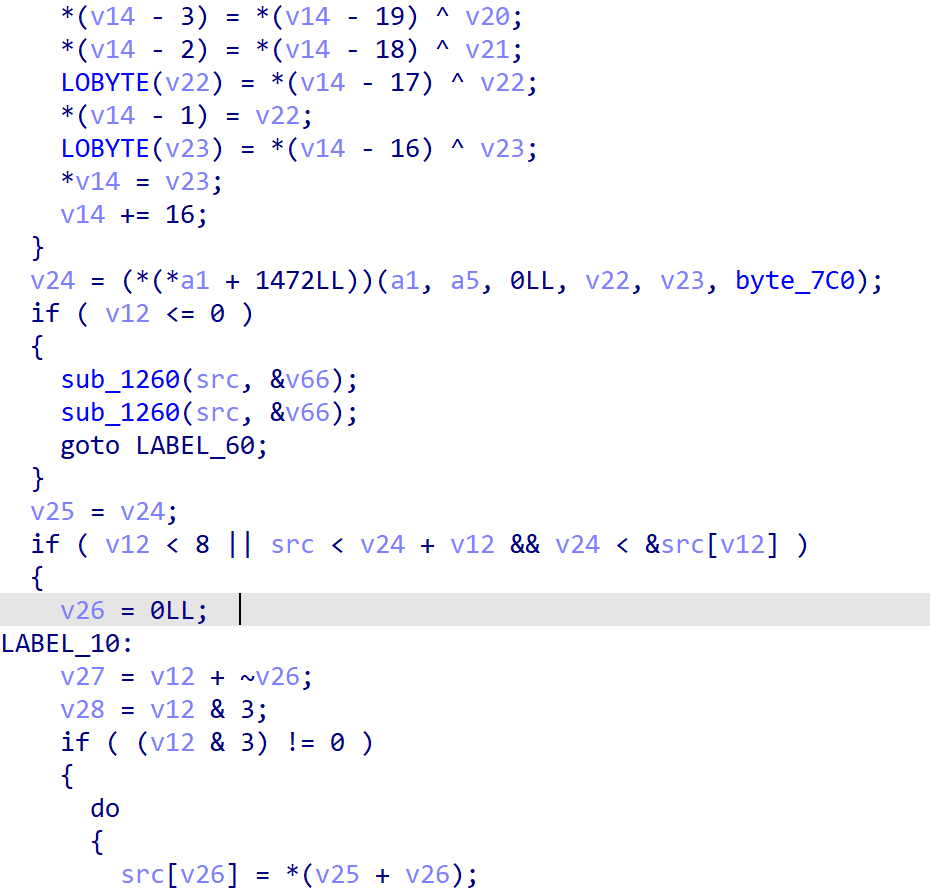 *(v14 - 3) = *(v14 - 19) ^ v20;
*(v14 - 2) = *(v14 - 18) ^ v21;
LOBYTE(v22) = *(v14 - 17) ^ v22;
*(v14 - 1) = v22;
LOBYTE(v23) = *(v14 - 16) ^ v23;
*v14 = v23;
v14 += 16;
}
v24 = (*(*a1 + 1472LL))(a1, a5, 0LL, v22, v23, byte_7C0);
if ( v12 <= 0 )
{
sub_1260(src, &v66);
sub_1260(src, &v66);
goto LABEL_60;
}
v25 = v24;
if ( v12 < 8 || src < v24 + v12 && v24 < &src[v12] )
{
v26 = 0LL;
LABEL_10:
v27 = v12 + ~v26;
v28 = v12 & 3;
if ( (v12 & 3) != 0 )
{
do
{
src[v26] = *(v25 + v26);